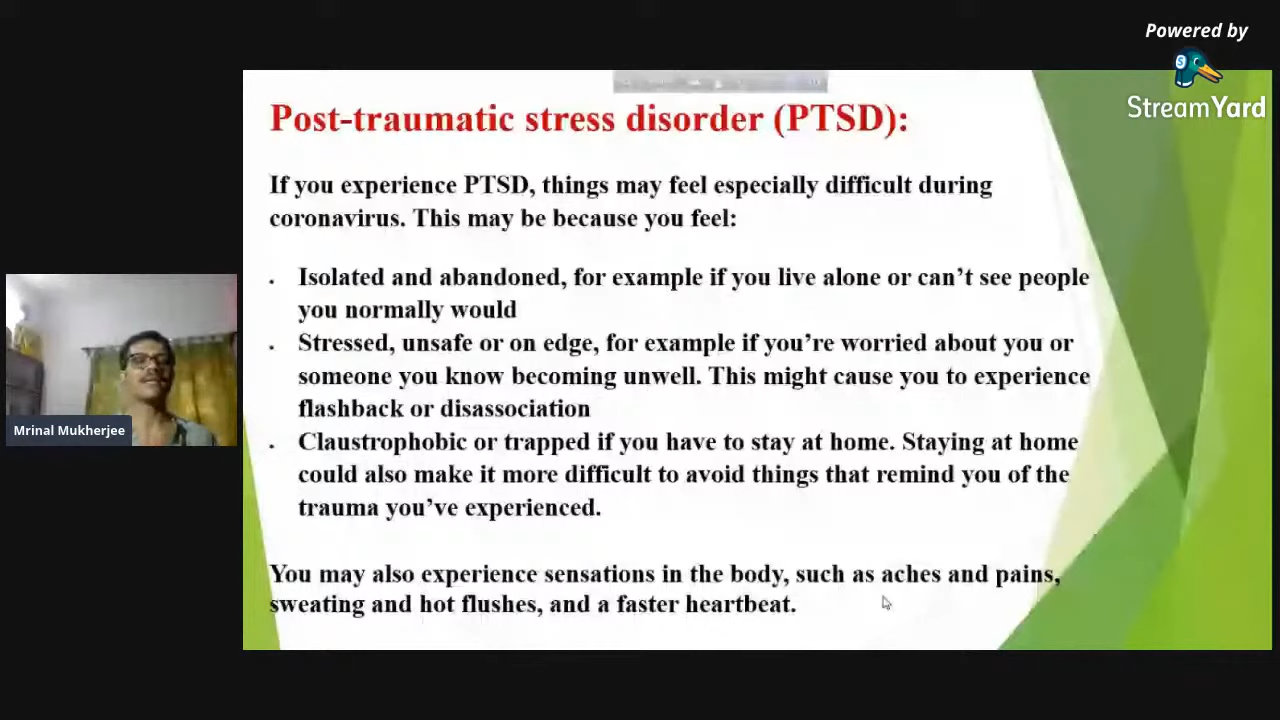 Powered by
StreamYard
Post-traumatic stress disorder (PTSD):
If you experience PTSD, things may feel especially difficult during
coronavirus. This may be because you feel:
Isolated and abandoned, for example if you live alone or can’t see people
you normally would
Stressed, unsafe or on edge, for example if you’re worried about you or
someone you know becoming unwell. This might cause you to experience
flashback or disassociation
Claustrophobic or trapped if you have to stay at home. Staying at home
could also make it more difficult to avoid things that remind you of the
trauma you’ve experienced.
You may also experience sensations in the body, such as aches and pains,
sweating and hot flushes, and a faster heartbeat.
Mrinal Mukherjee